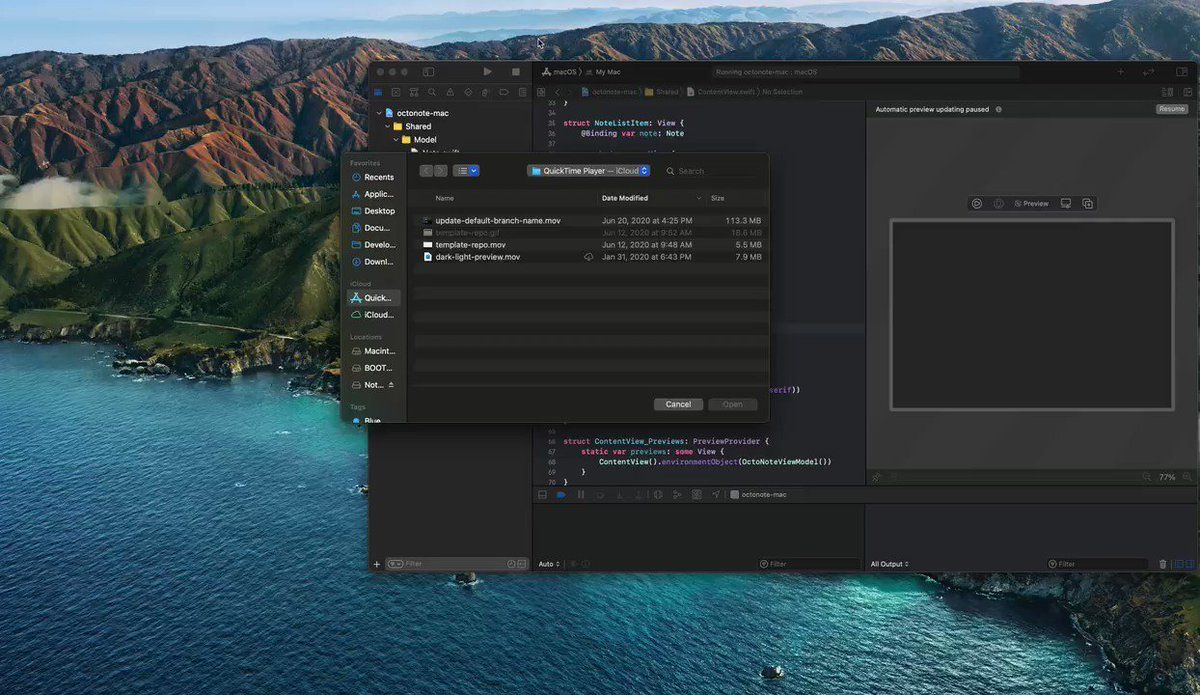 macOS ⟩ My Mac
Running octonote-mac : macOS
octonote-mac ⟩ Shared ⟩ ContentView.swift ⟩ No Selection
octonote-mac
Shared
Model
33 }
34
35 struct NoteListItem: View {
36 @Binding var note: Note
Automatic preview updating paused
Resume
Preview
77%
Favorites
Recents
Applic...
Desktop
Docu...
Develo...
Downl...
iCloud
Quick...
iCloud...
Locations
Macint...
BOOT...
Not...
Tags
Blue
QuickTime Player — iCloud
Search
Name Date Modified Size
update-default-branch-name.mov Jun 20, 2020 at 4:25 PM 113.3 MB
template-repo.gif Jun 12, 2020 at 9:52 AM 18.6 MB
template-repo.mov Jun 12, 2020 at 9:48 AM 5.5 MB
dark-light-preview.mov Jan 31, 2020 at 6:43 PM 7.9 MB
Cancel Open
serif))
65
66 struct ContentView_Previews: PreviewProvider {
67 static var previews: some View {
68 ContentView().environmentObject(OctoNoteViewModel())
69 }
70 }
octonote-mac
Filter
Auto
Filter
All Output
Filter